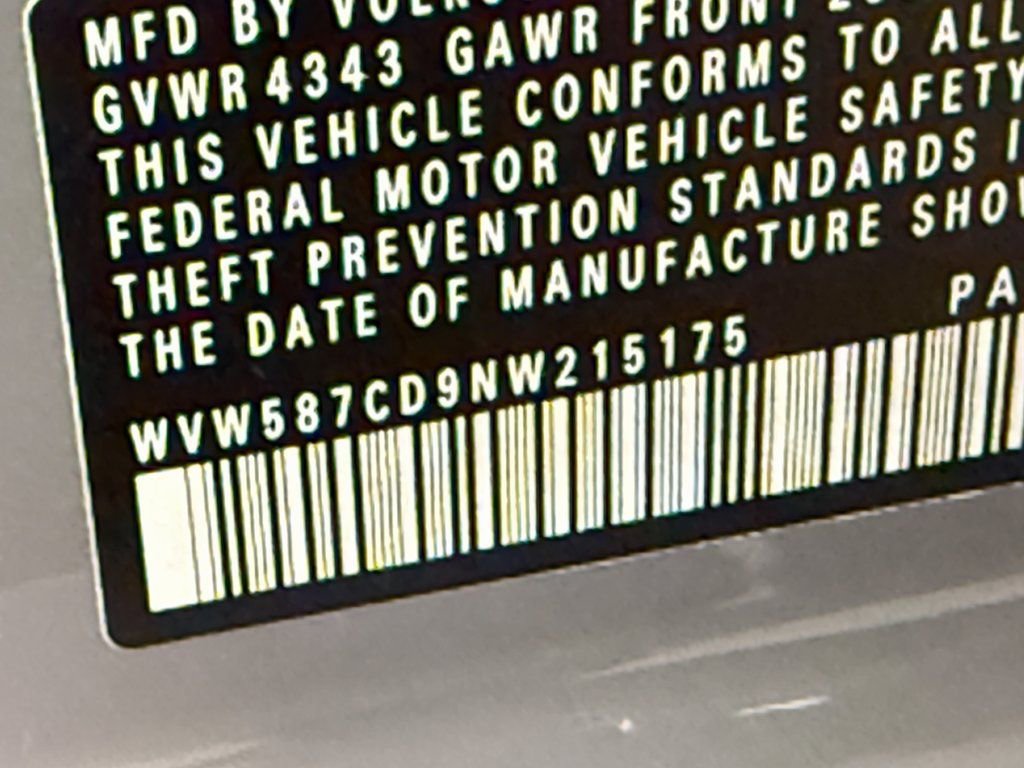 MFD BY
GVWR 4343 GAWR FRONT
THIS VEHICLE CONFORMS TO ALL
FEDERAL MOTOR VEHICLE SAFETY
THEFT PREVENTION STANDARDS
THE DATE OF MANUFACTURE
WVW587CD9NW215175